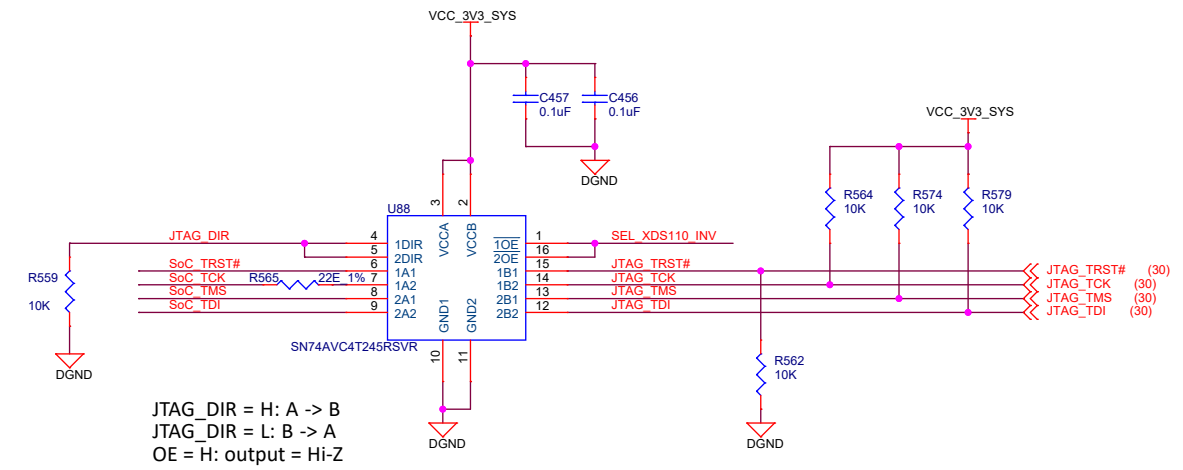 VCC_3V3_SYS
C457
0.1uF
C456
0.1uF
DGND
VCC_3V3_SYS
R564
10K
R574
10K
R579
10K
U88
3
2
VCCA
VCCB
JTAG_DIR
4
5
1DIR
2DIR
SoC_TRST#
6
1A1
SoC_TCK
R565
22E_1%
7
1A2
SoC_TMS
8
2A1
SoC_TDI
9
2A2
1OE
1
SEL_XDS110_INV
2OE
16
1B1
15
JTAG_TRST#
1B2
14
JTAG_TCK
2B1
13
JTAG_TMS
2B2
12
JTAG_TDI
JTAG_TRST# (30)
JTAG_TCK (30)
JTAG_TMS (30)
JTAG_TDI (30)
R559
10K
DGND
GND1
GND2
SN74AVC4T245RSVR
10
11
DGND
R562
10K
DGND
JTAG_DIR = H: A -> B
JTAG_DIR = L: B -> A
OE = H: output = Hi-Z